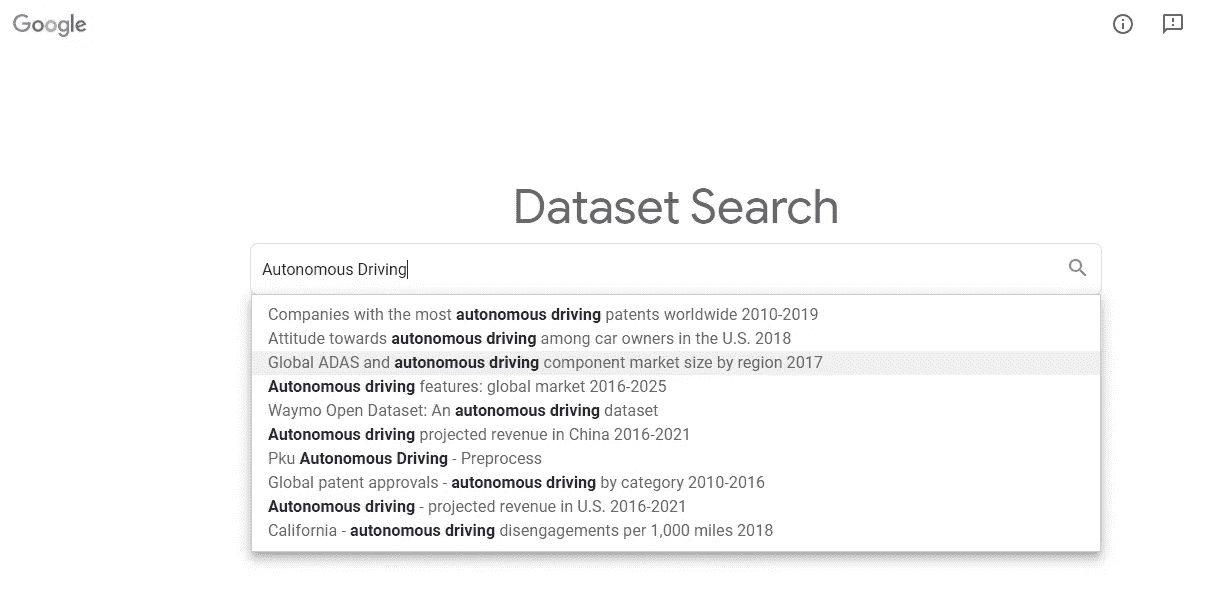 Google
Dataset Search
Autonomous Driving
Companies with the most autonomous driving patents worldwide 2010-2019
Attitude towards autonomous driving among car owners in the U.S. 2018
Global ADAS and autonomous driving component market size by region 2017
Autonomous driving features: global market 2016-2025
Waymo Open Dataset: An autonomous driving dataset
Autonomous driving projected revenue in China 2016-2021
Pku Autonomous Driving - Preprocess
Global patent approvals - autonomous driving by category 2010-2016
Autonomous driving - projected revenue in U.S. 2016-2021
California - autonomous driving disengagements per 1,000 miles 2018